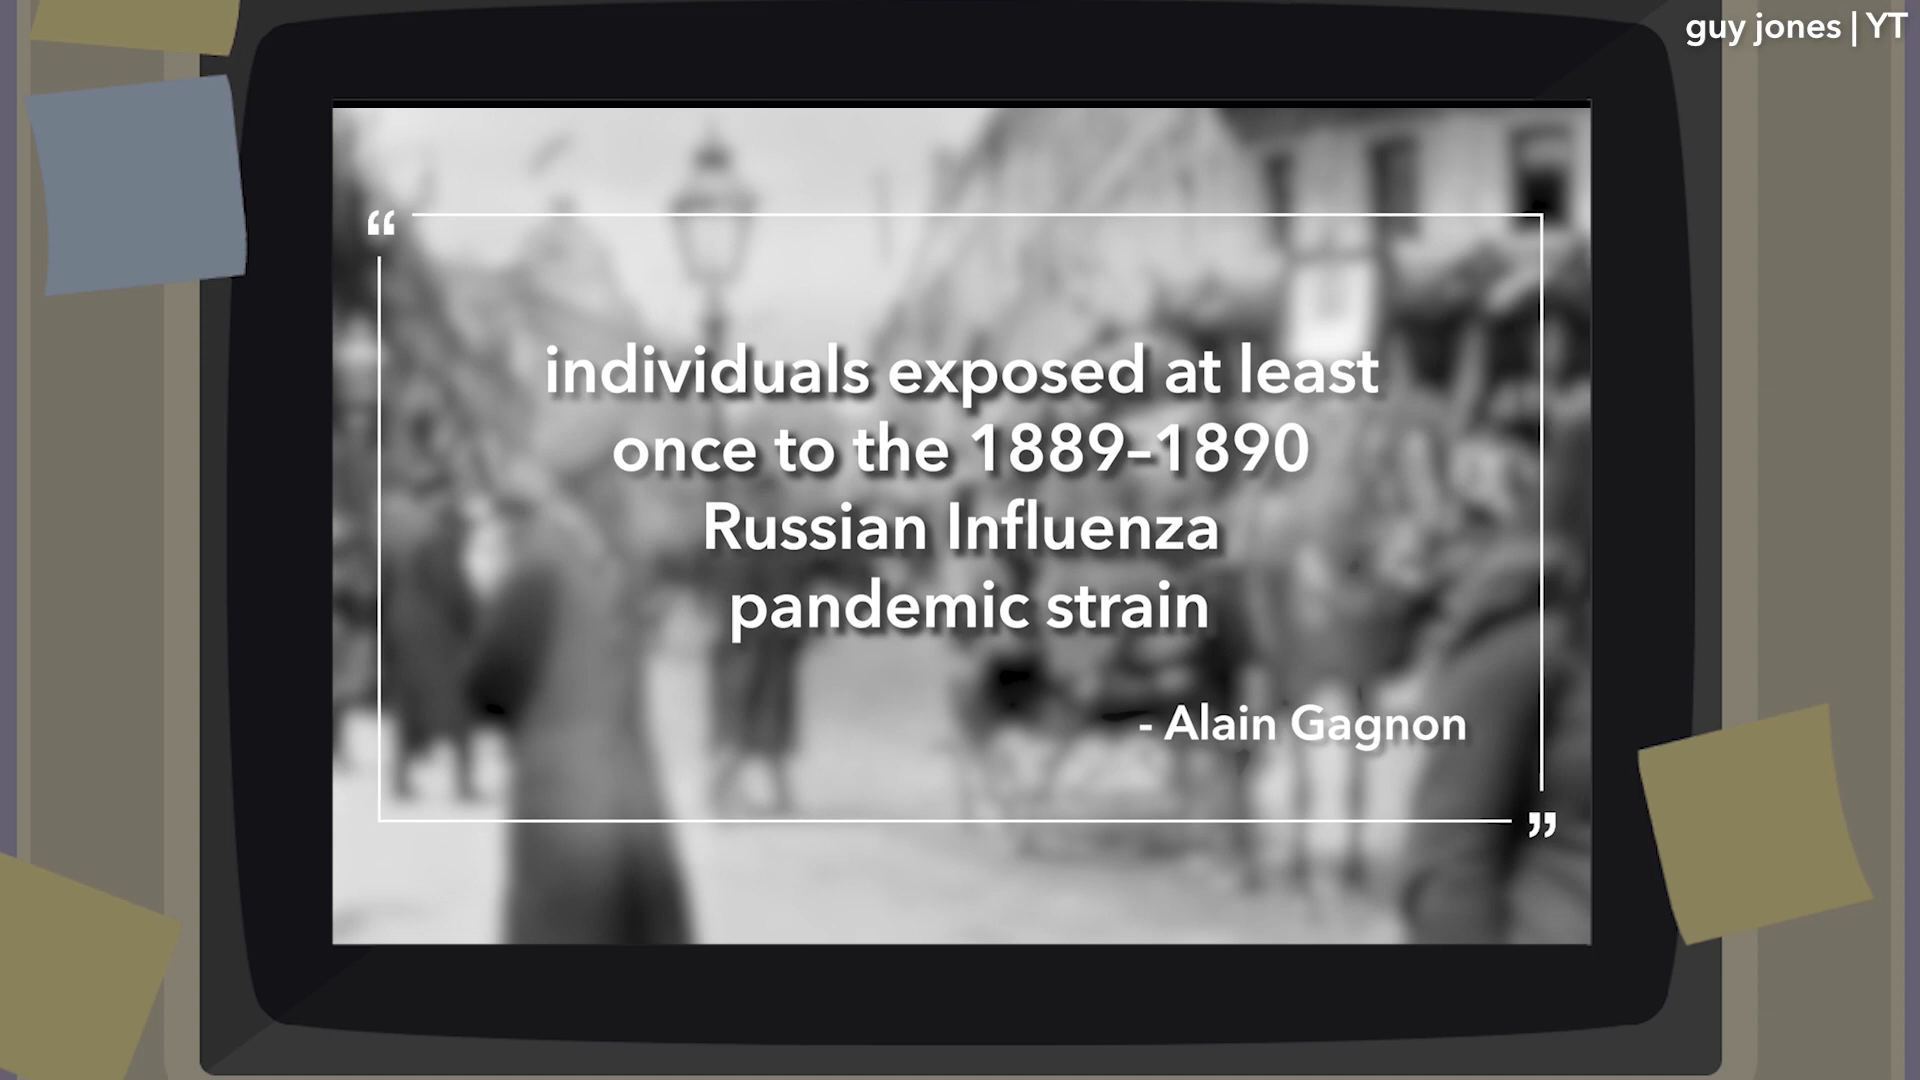 guy jones | YT
“
individuals exposed at least
once to the 1889–1890
Russian Influenza
pandemic strain
- Alain Gagnon
”